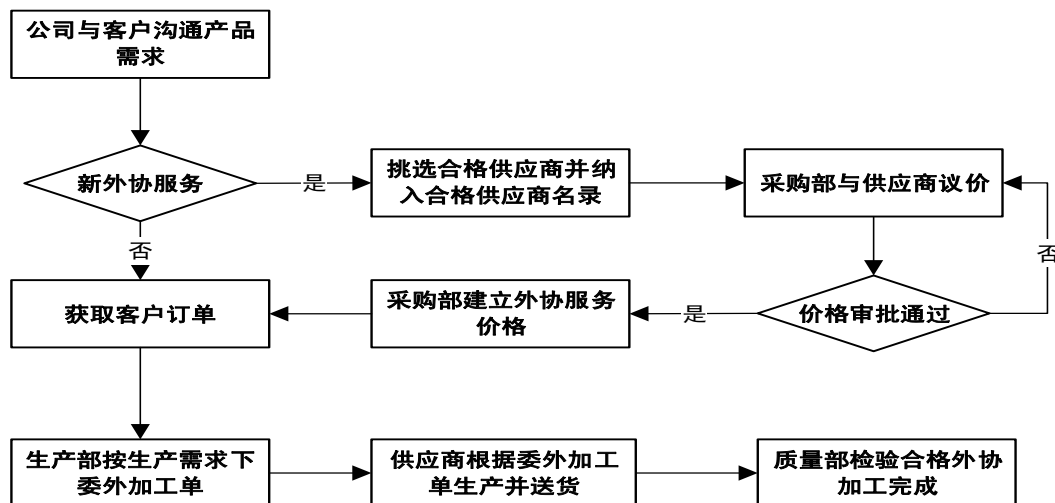 公司与客户沟通产品
需求
新外协服务
是
挑选合格供应商并纳
入合格供应商名录
采购部与供应商议价
否
否
获取客户订单
采购部建立外协服务
价格
是
价格审批通过
生产部按生产需求下
委外加工单
供应商根据委外加工
单生产并送货
质量部检验合格外协
加工完成